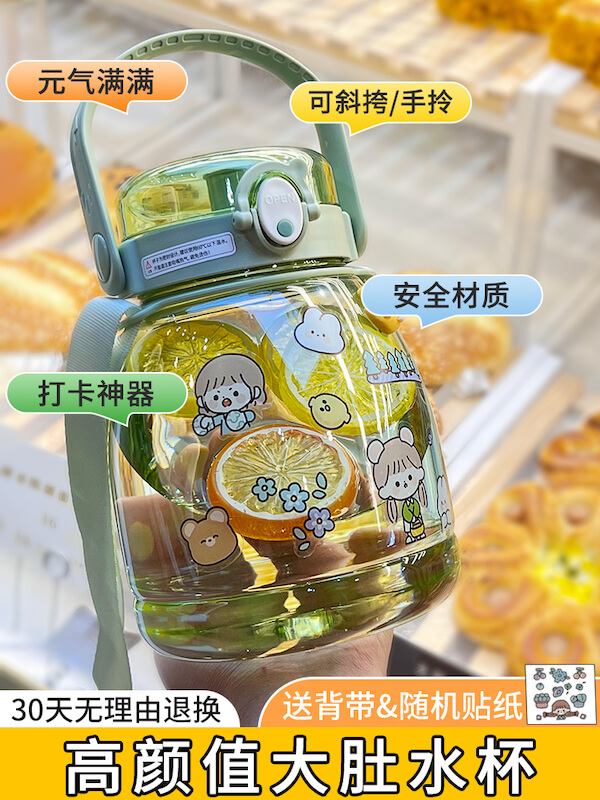 元气满满
可斜挎/手拎
OPEN
安全材质
打卡神器
30天无理由退换
送背带&随机贴纸
高颜值大肚水杯